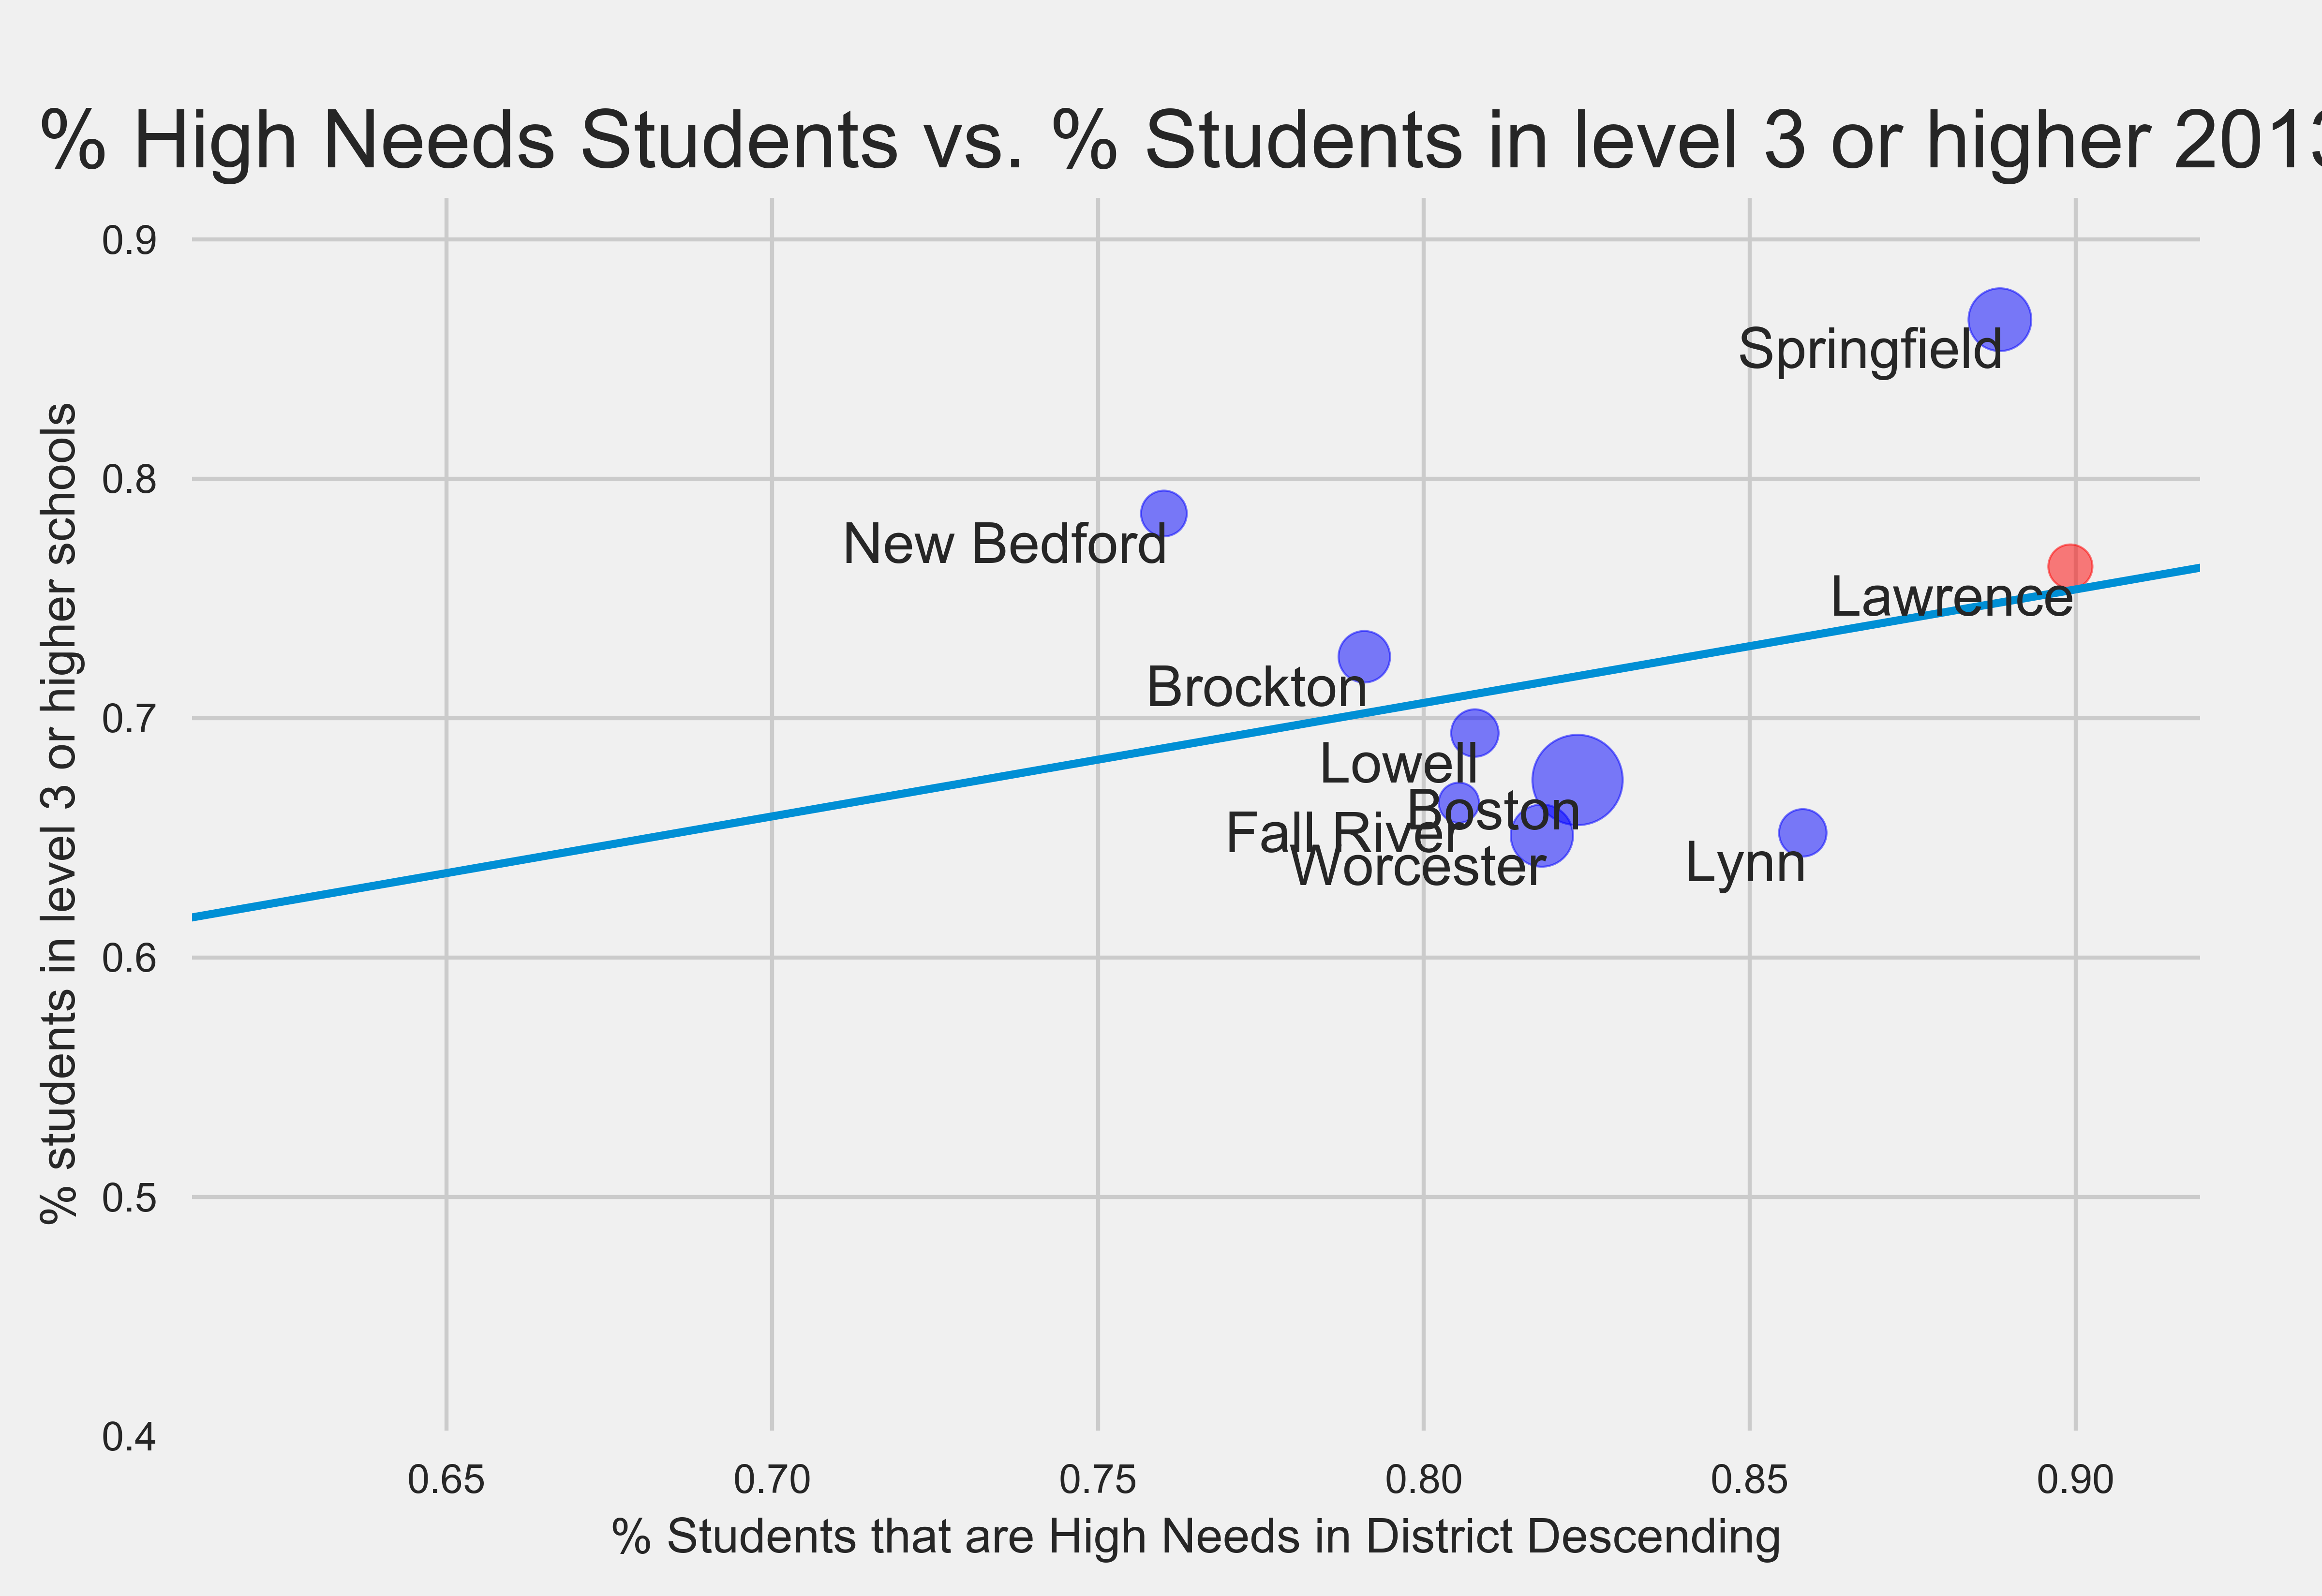 % High Needs Students vs. % Students in level 3 or higher 2013
0.9
0.8
0.7
0.6
0.5
0.4
% students in level 3 or higher schools
Springfield
New Bedford
Lawrence
Brockton
Lowell
Boston
Fall River
Worcester
Lynn
0.65 0.70 0.75 0.80 0.85 0.90
% Students that are High Needs in District Descending